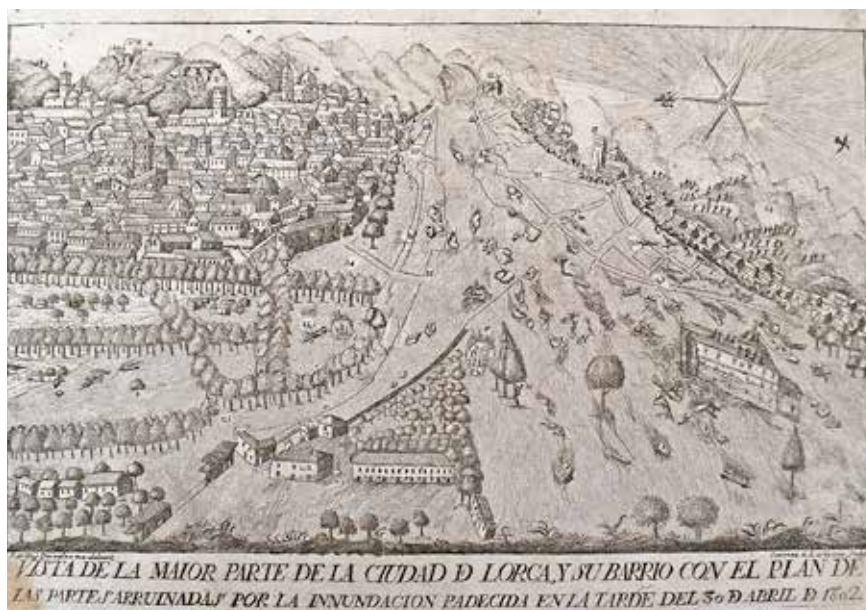 VISTA DE LA MAIOR PARTE DE LA CIUDAD D LORCA, Y SU BARRIO CON EL PLAN DE
LAS PARTES ARRUINADAS POR LA INNUNDACION PADECIDA EN LA TARDE DEL 30 D ABRIL D 1802